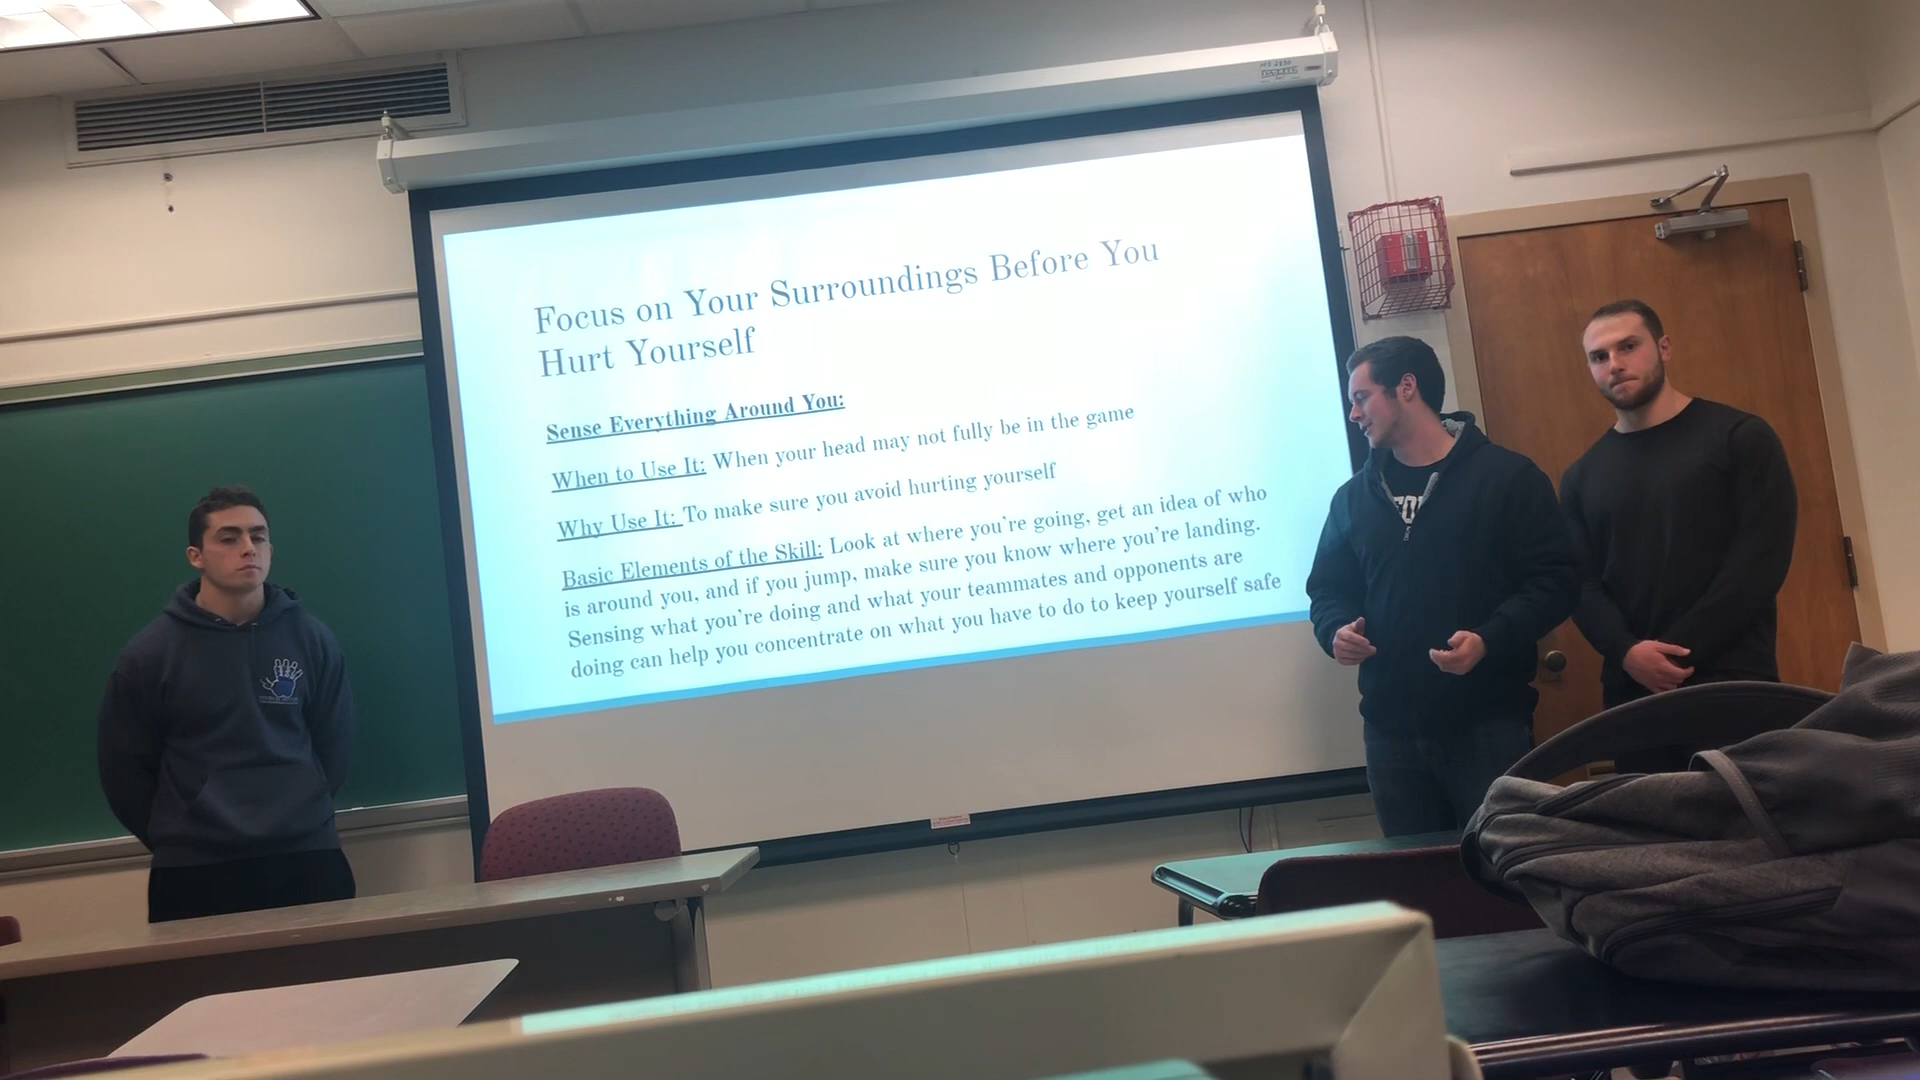 Focus on Your Surroundings Before You
Hurt Yourself
Sense Everything Around You:
When to Use It: When your head may not fully be in the game
Why Use It: To make sure you avoid hurting yourself
Basic Elements of the Skill: Look at where you're going, get an idea of who
is around you, and if you jump, make sure you know where you're landing.
Sensing what you're doing and what your teammates and opponents are
doing can help you concentrate on what you have to do to keep yourself safe